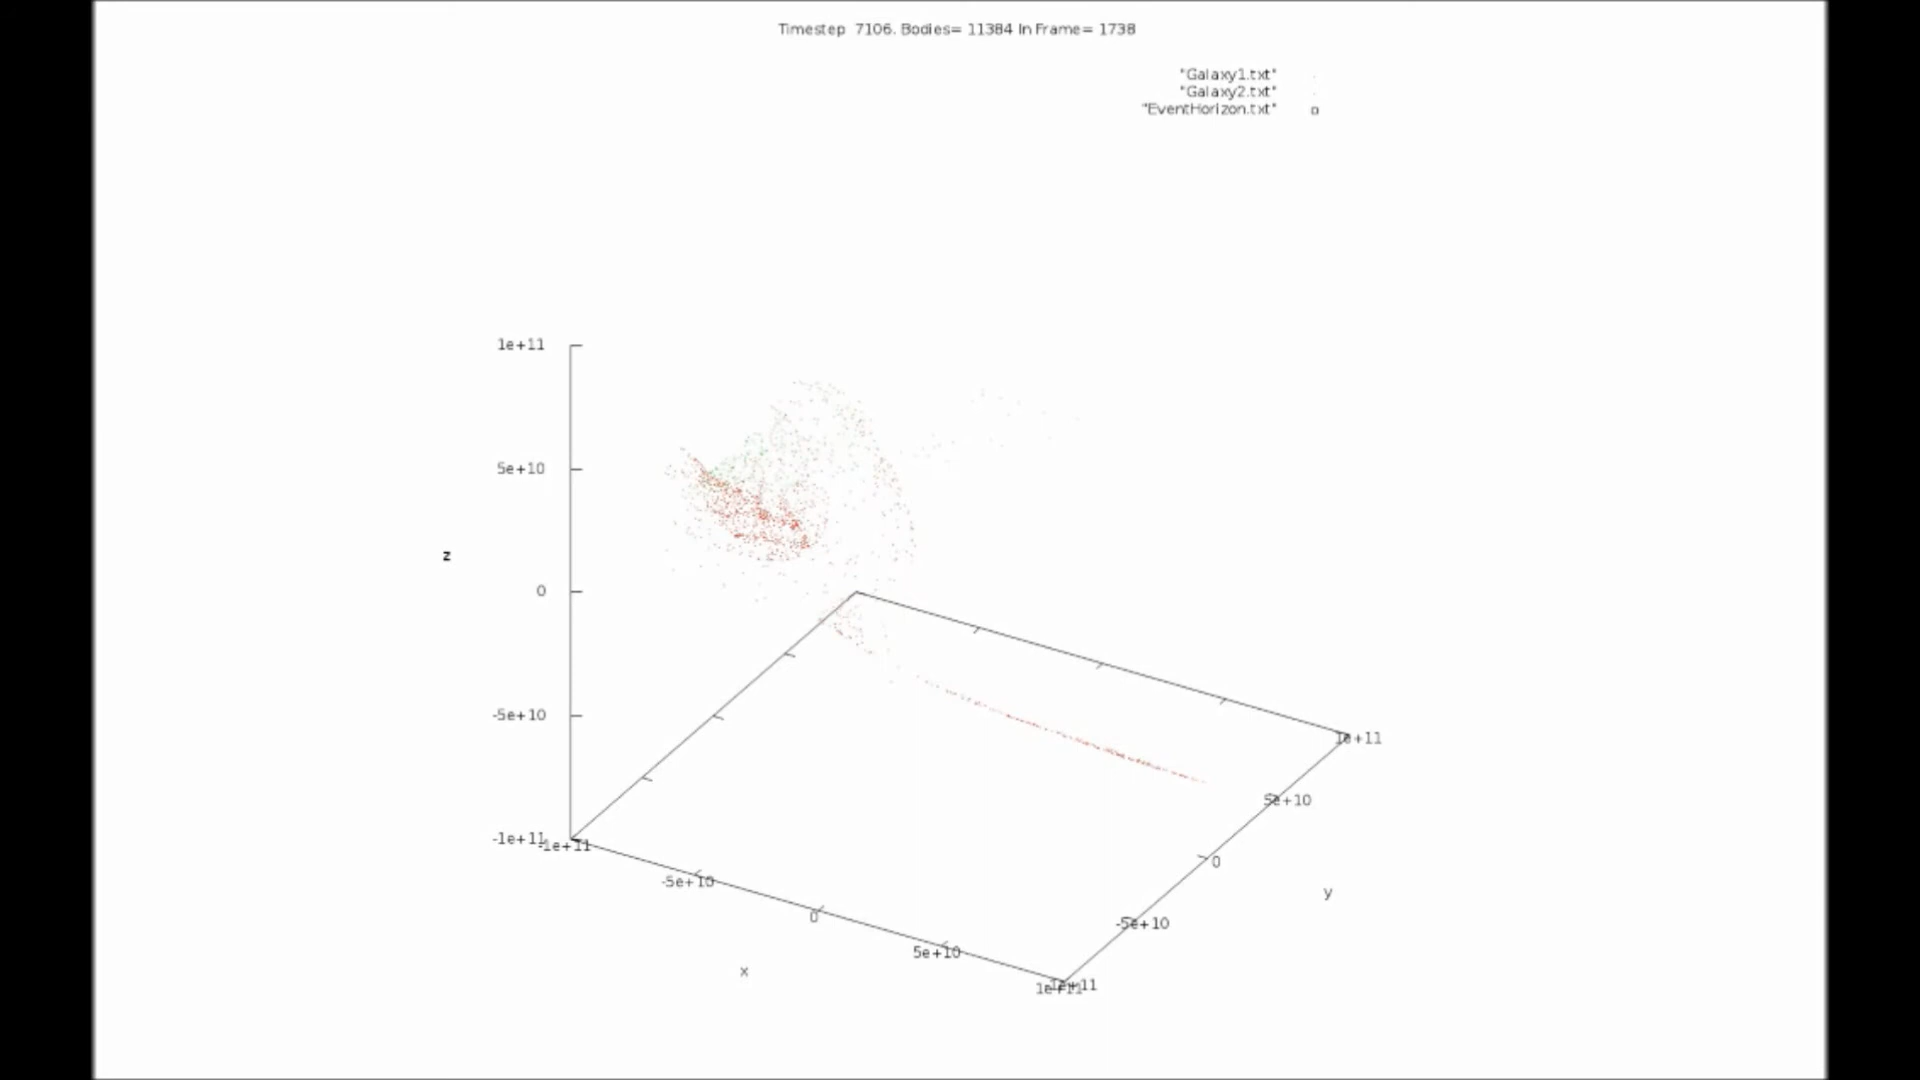 Timestep 7106. Bodies= 11384 In Frame= 1738
"Galaxy1.txt"
"Galaxy2.txt"
"EventHorizon.txt"
1e+11
5e+10
z
0
-5e+10
-1e+11
-1e+11
-5e+10
0
5e+10
1e+11
x
-1e+11
-5e+10
0
5e+10
1e+11
y